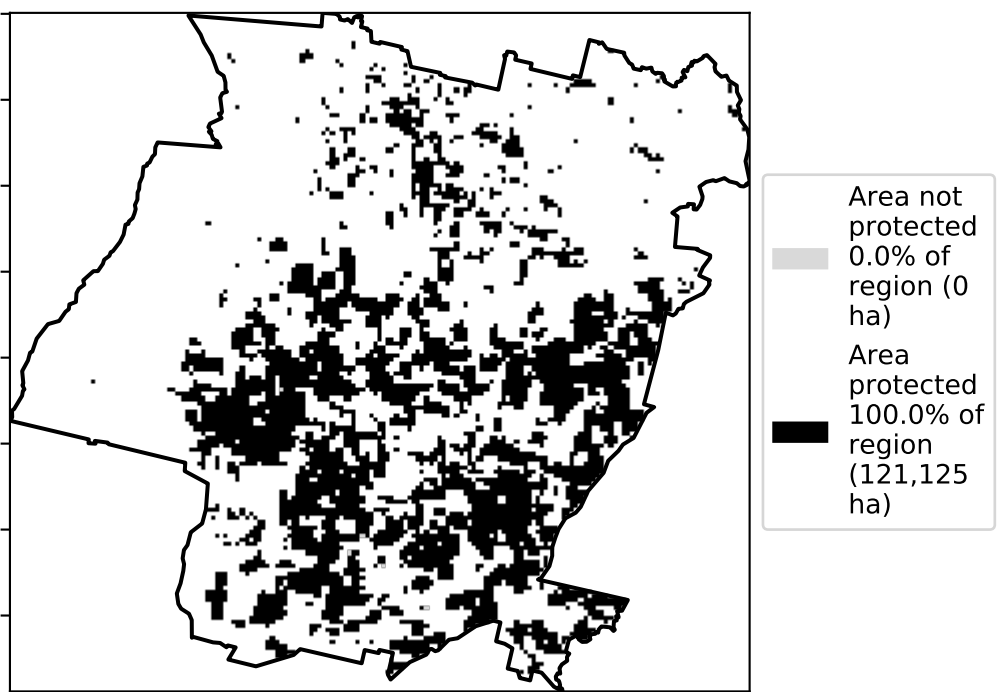 Area not
protected
0.0% of
region (0
ha)
Area
protected
100.0% of
region
(121,125
ha)